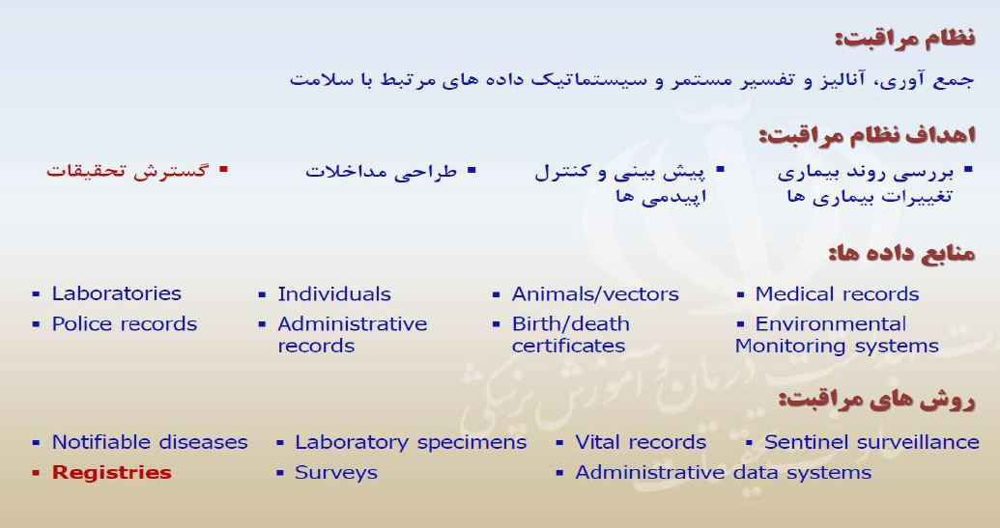 نظام مراقبت:
جمع آوری، آنالیز و تفسیر مستمر و سیستماتیک داده های مرتبط با سلامت
اهداف نظام مراقبت:
▪ بررسی روند بیماری ▪ پیش بینی و کنترل ▪ طراحی مداخلات ▪ گسترش تحقیقات
تغییرات بیماری ها اپیدمی ها
منابع داده ها:
▪ Laboratories ▪ Individuals ▪ Animals/vectors ▪ Medical records
▪ Police records ▪ Administrative ▪ Birth/death ▪ Environmental
records certificates Monitoring systems
روش های مراقبت:
▪ Notifiable diseases ▪ Laboratory specimens ▪ Vital records ▪ Sentinel surveillance
▪ Registries ▪ Surveys ▪ Administrative data systems